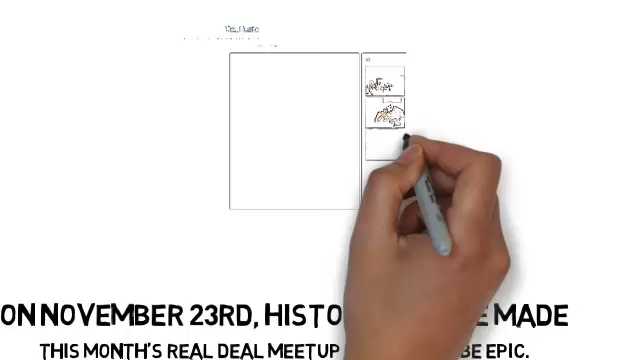 ON NOVEMBER 23RD, HISTO E MADE
THIS MONTH'S REAL DEAL MEETUP BE EPIC.